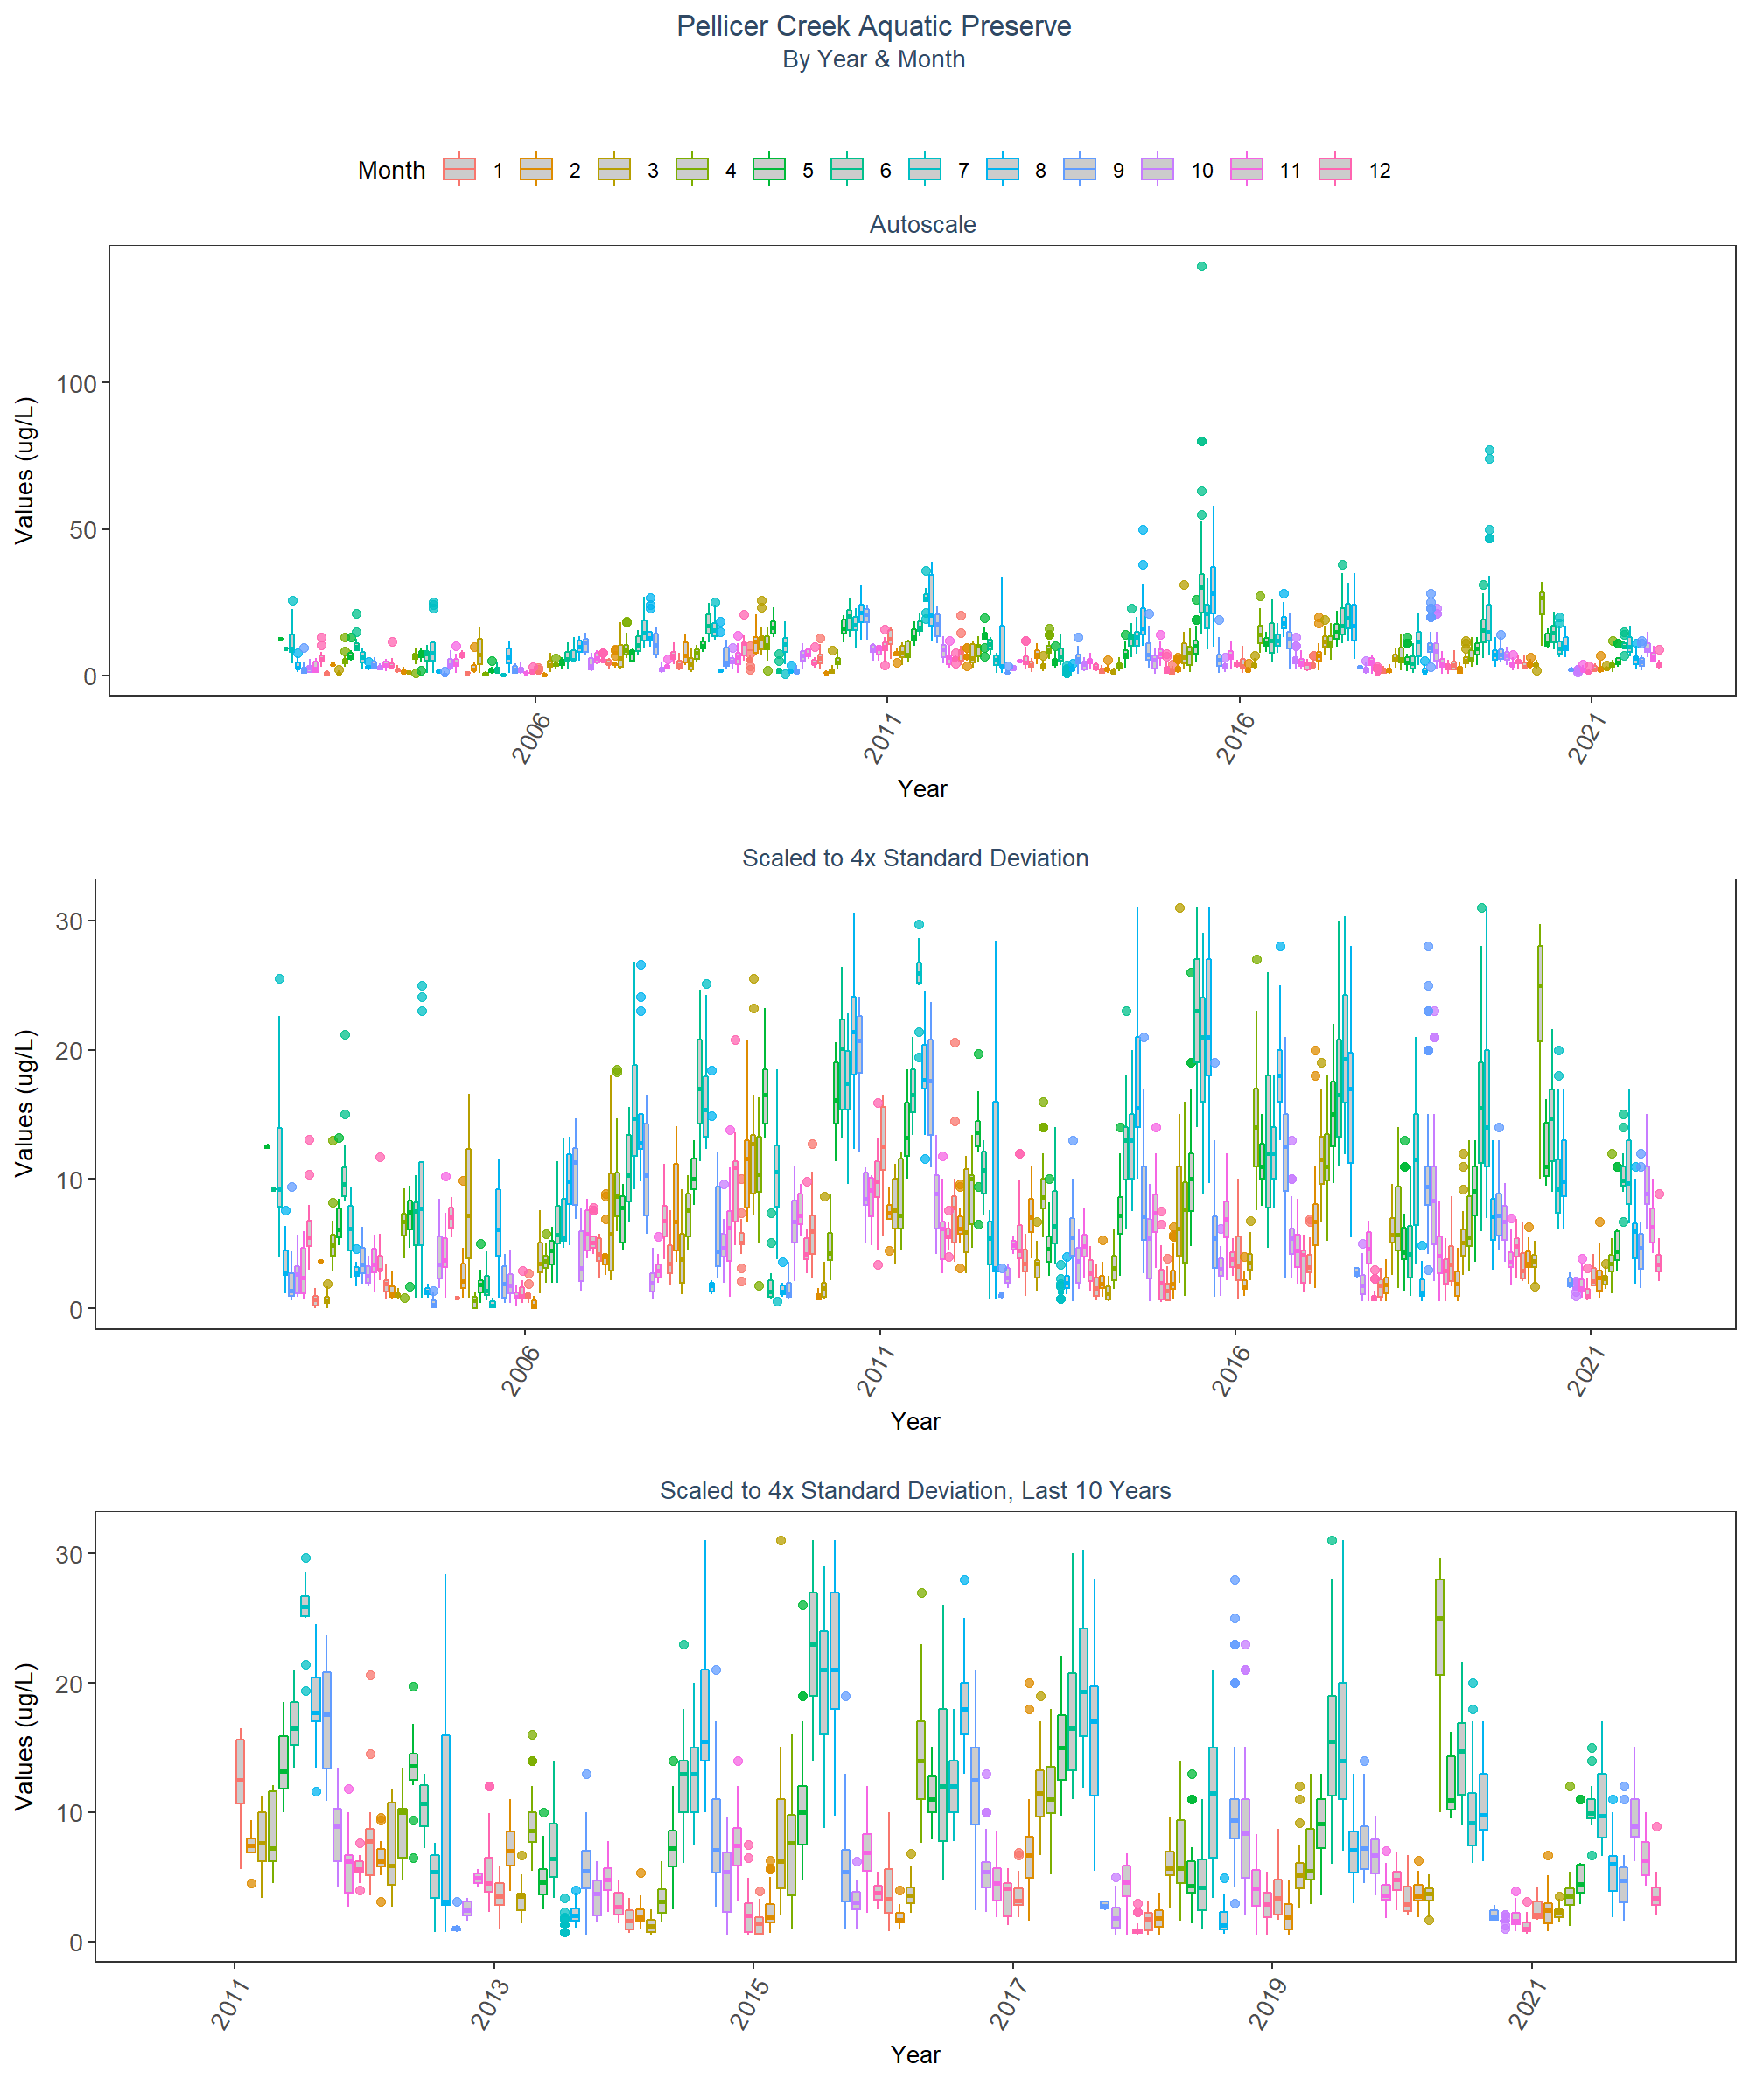 Pellicer Creek Aquatic Preserve
By Year & Month
Month 1 2 3 4 5 6 7 8 9 10 11 12
Autoscale
Values (ug/L)
100
50
0
2006 2011 2016 2021
Year
Scaled to 4x Standard Deviation
Values (ug/L)
30
20
10
0
2006 2011 2016 2021
Year
Scaled to 4x Standard Deviation, Last 10 Years
Values (ug/L)
30
20
10
0
2011 2013 2015 2017 2019 2021
Year